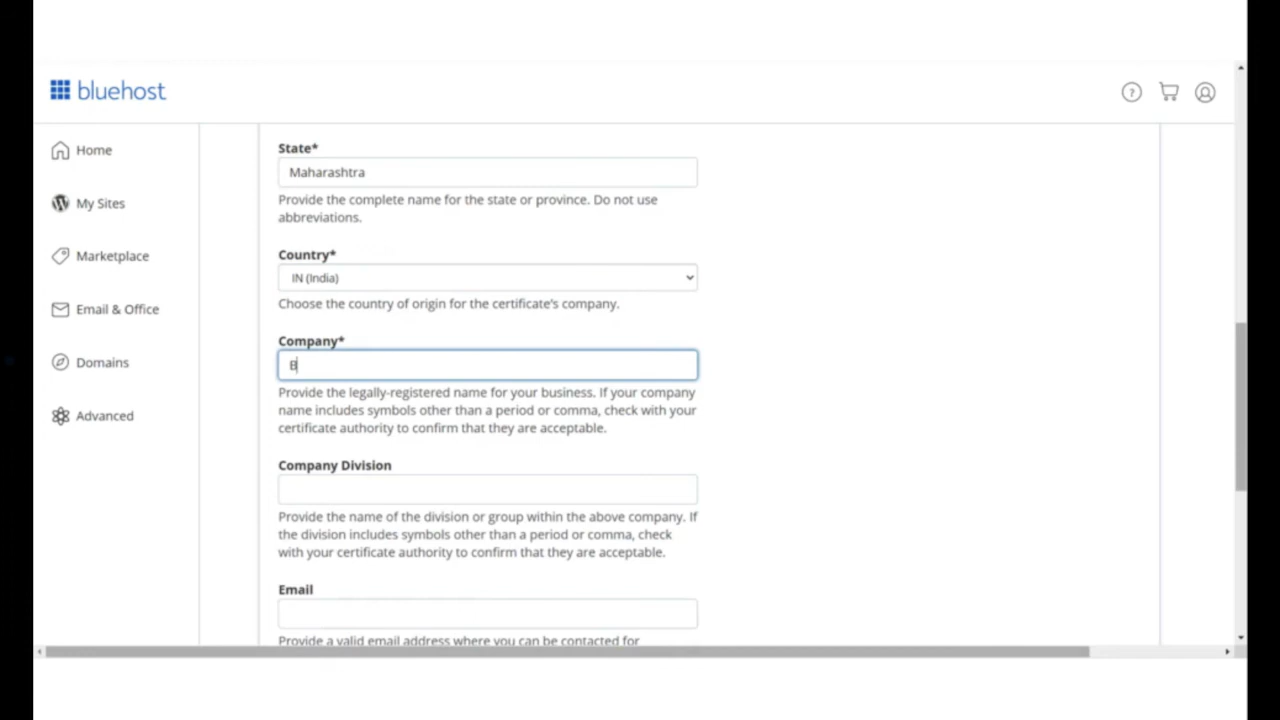 bluehost
?
Home
My Sites
Marketplace
Email & Office
Domains
Advanced
State*
Maharashtra
Provide the complete name for the state or province. Do not use
abbreviations.
Country*
IN (India)
Choose the country of origin for the certificate's company.
Company*
B
Provide the legally-registered name for your business. If your company
name includes symbols other than a period or comma, check with your
certificate authority to confirm that they are acceptable.
Company Division
Provide the name of the division or group within the above company. If
the division includes symbols other than a period or comma, check
with your certificate authority to confirm that they are acceptable.
Email
Provide a valid email address where you can be contacted for